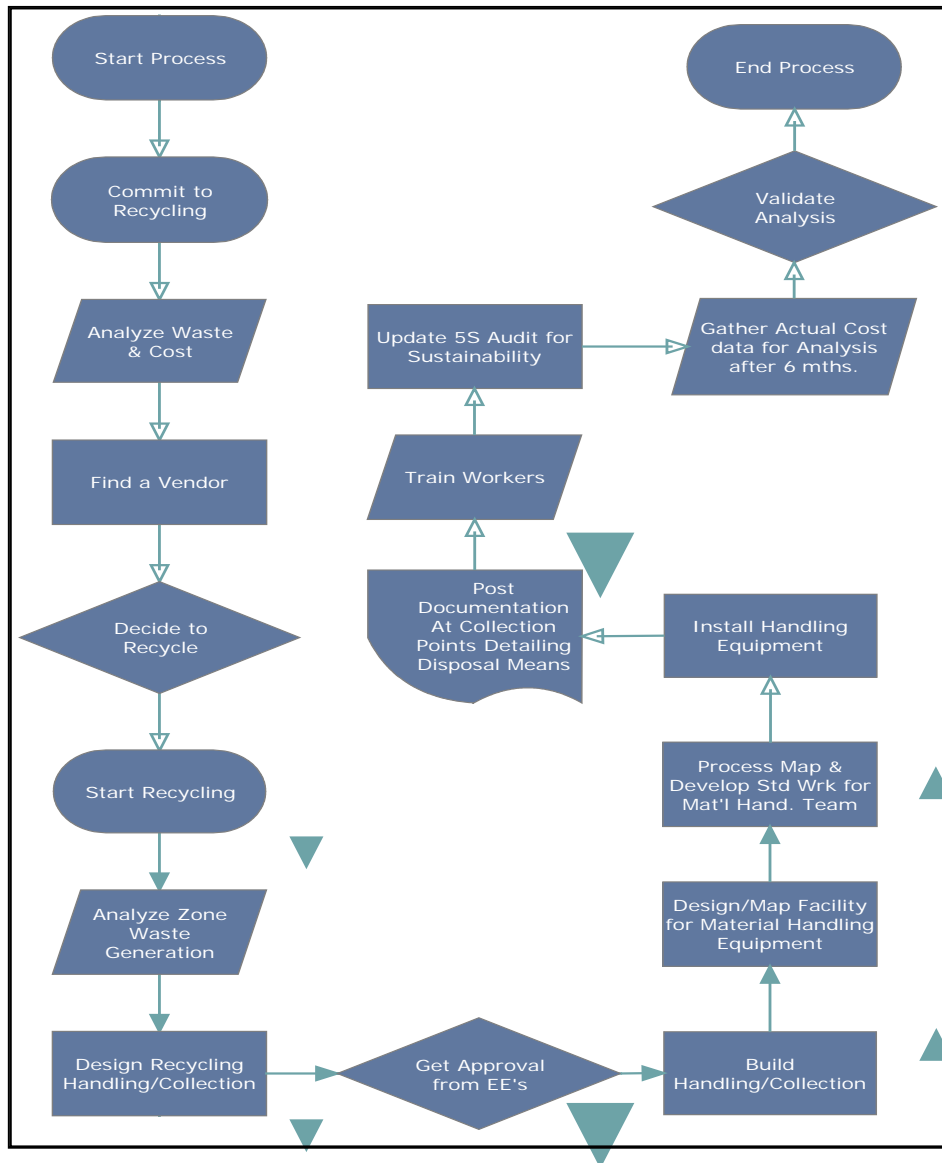 Start Process
Commit to
Recycling
Analyze Waste
& Cost
Find a Vendor
Decide to
Recycle
Start Recycling
Analyze Zone
Waste
Generation
Design Recycling
Handling/Collection
Get Approval
from EE's
Build
Handling/Collection
Design/Map Facility
for Material Handling
Equipment
Process Map &
Develop Std Wrk for
Mat'l Hand. Team
Install Handling
Equipment
Post
Documentation
At Collection
Points Detailing
Disposal Means
Train Workers
Update 5S Audit for
Sustainability
Gather Actual Cost
data for Analysis
after 6 mths.
Validate
Analysis
End Process